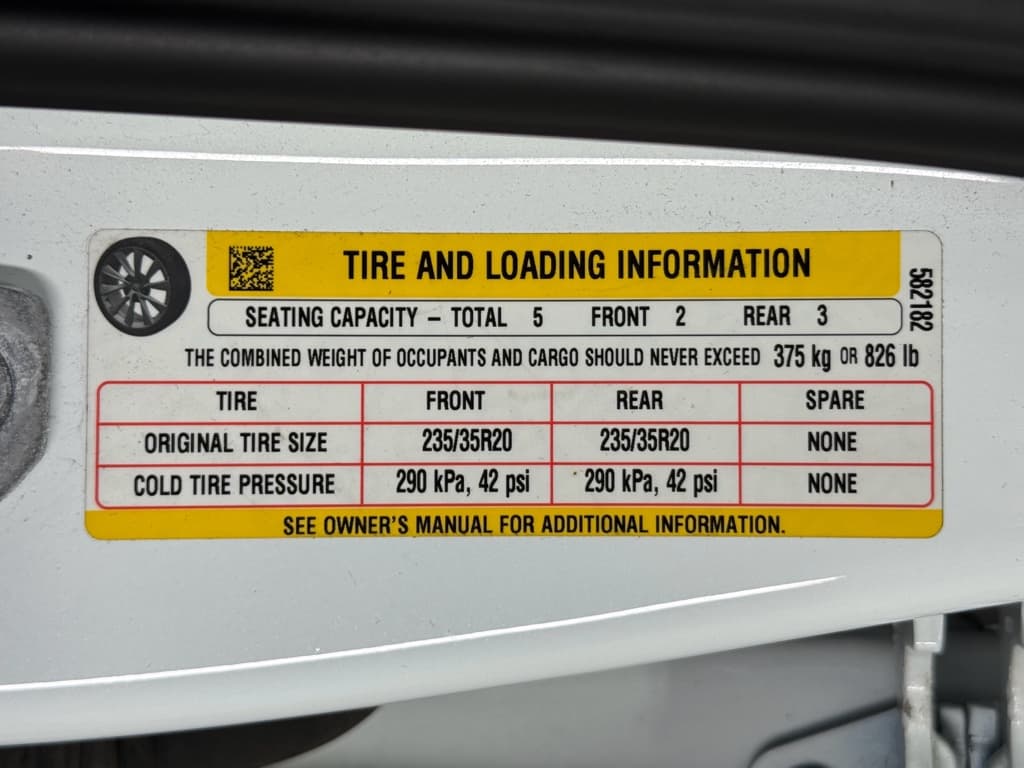 TIRE AND LOADING INFORMATION
582182
SEATING CAPACITY – TOTAL 5 FRONT 2 REAR 3
THE COMBINED WEIGHT OF OCCUPANTS AND CARGO SHOULD NEVER EXCEED 375 kg OR 826 lb
TIRE FRONT REAR SPARE
ORIGINAL TIRE SIZE 235/35R20 235/35R20 NONE
COLD TIRE PRESSURE 290 kPa, 42 psi 290 kPa, 42 psi NONE
SEE OWNER'S MANUAL FOR ADDITIONAL INFORMATION.